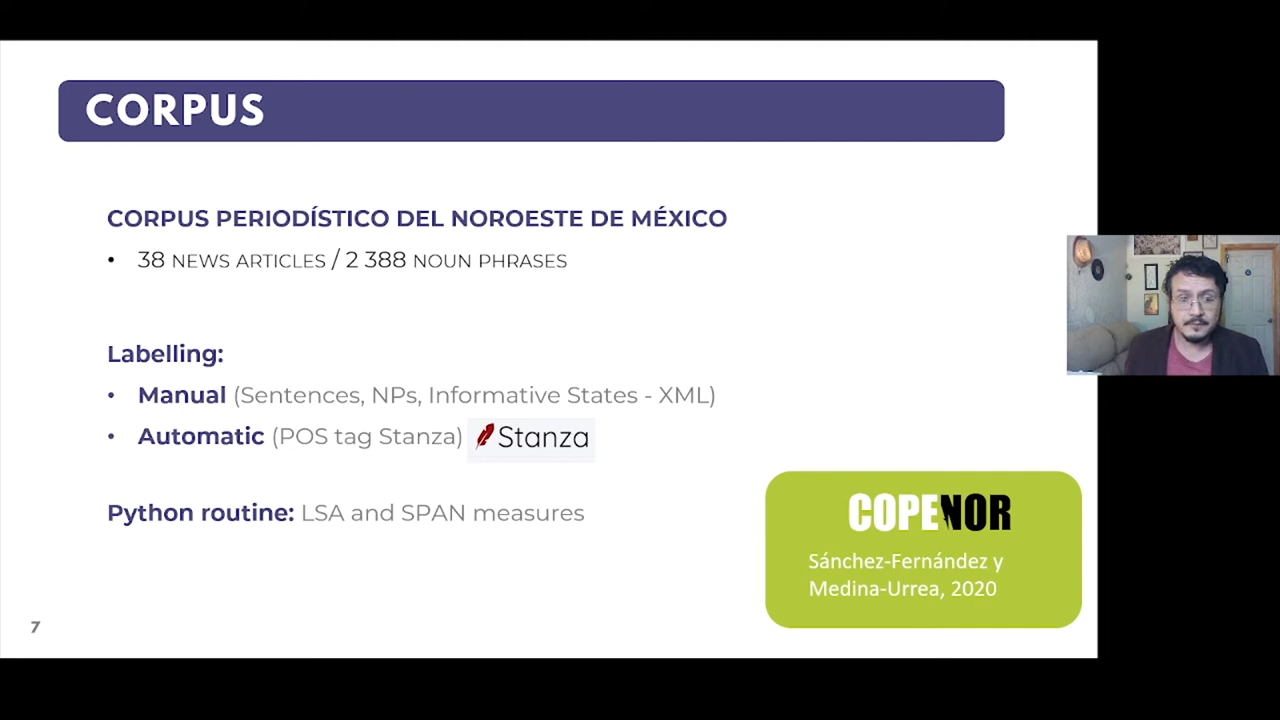 CORPUS
CORPUS PERIODÍSTICO DEL NOROESTE DE MÉXICO
• 38 NEWS ARTICLES / 2 388 NOUN PHRASES
Labelling:
• Manual (Sentences, NPs, Informative States - XML)
• Automatic (POS tag Stanza) Stanza
Python routine: LSA and SPAN measures
COPENOR
Sánchez-Fernández y
Medina-Urrea, 2020
7